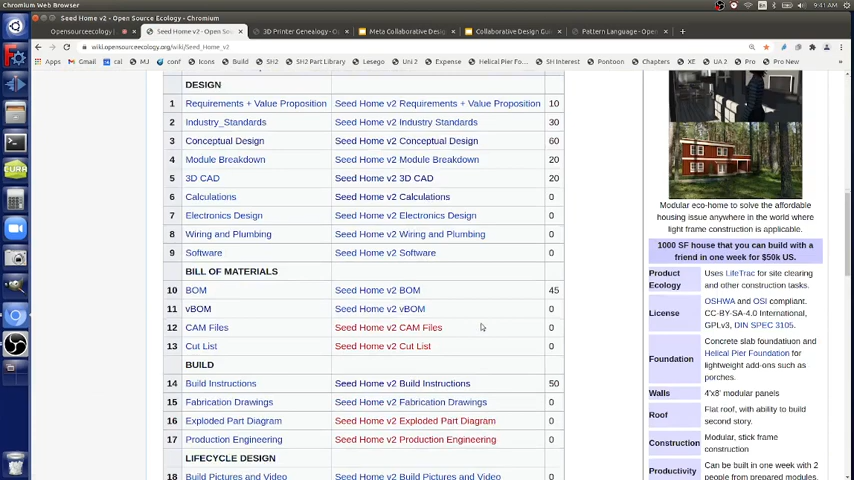 Chromium Web Browser
9:41 AM
Seed Home v2 - Open Source Ecology - Chromium
Opensourceecology
Seed Home v2 - Open Sou
3D Printer Genealogy - O
Meta Collaborative Design
Collaborative Design Gui
Pattern Language - Open
wiki.opensourceecology.org/wiki/Seed_Home_v2
Apps
Gmail
cal
MJ
conf
Icons
Build
SH2
SH2 Part Library
Lesego
Uni 2
Expense
Helical Pier Fo...
SH Interest
Pontoon
Chapters
XE
UA 2
Pro
Pro New
DESIGN
1 Requirements + Value Proposition Seed Home v2 Requirements + Value Proposition 10
2 Industry_Standards Seed Home v2 Industry Standards 30
3 Conceptual Design Seed Home v2 Conceptual Design 60
4 Module Breakdown Seed Home v2 Module Breakdown 20
5 3D CAD Seed Home v2 3D CAD 20
6 Calculations Seed Home v2 Calculations 0
7 Electronics Design Seed Home v2 Electronics Design 0
8 Wiring and Plumbing Seed Home v2 Wiring and Plumbing 0
9 Software Seed Home v2 Software 0
BILL OF MATERIALS
10 BOM Seed Home v2 BOM 45
11 vBOM Seed Home v2 vBOM 0
12 CAM Files Seed Home v2 CAM Files 0
13 Cut List Seed Home v2 Cut List 0
BUILD
14 Build Instructions Seed Home v2 Build Instructions 50
15 Fabrication Drawings Seed Home v2 Fabrication Drawings 0
16 Exploded Part Diagram Seed Home v2 Exploded Part Diagram 0
17 Production Engineering Seed Home v2 Production Engineering 0
LIFECYCLE DESIGN
18 Build Pictures and Video Seed Home v2 Build Pictures and Video 0
Modular eco-home to solve the affordable
housing issue anywhere in the world where
light frame construction is applicable.
1000 SF house that you can build with a
friend in one week for $50k US.
Product
Ecology
Uses LifeTrac for site clearing
and other construction tasks.
License
OSHWA and OSI compliant.
CC-BY-SA-4.0 International,
GPLv3, DIN SPEC 3105.
Foundation
Concrete slab foundatiuon and
Helical Pier Foundation for
lightweight add-ons such as
porches.
Walls 4'x8' modular panels
Roof
Flat roof, with ability to build
second story.
Construction
Modular, stick frame
construction
Productivity
Can be built in one week with 2
people from prepared modules.
CURA